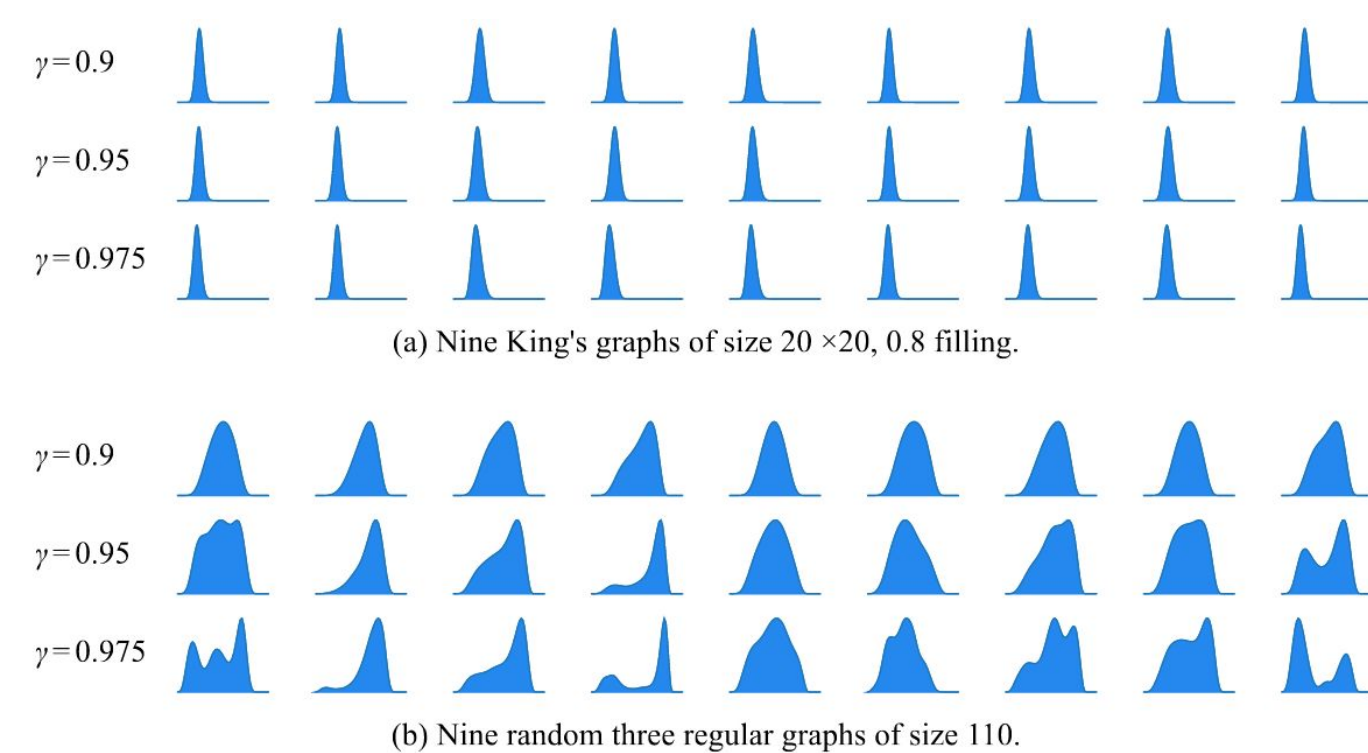 γ=0.9
γ=0.95
γ=0.975
(a) Nine King's graphs of size 20 ×20, 0.8 filling.
γ=0.9
γ=0.95
γ=0.975
(b) Nine random three regular graphs of size 110.